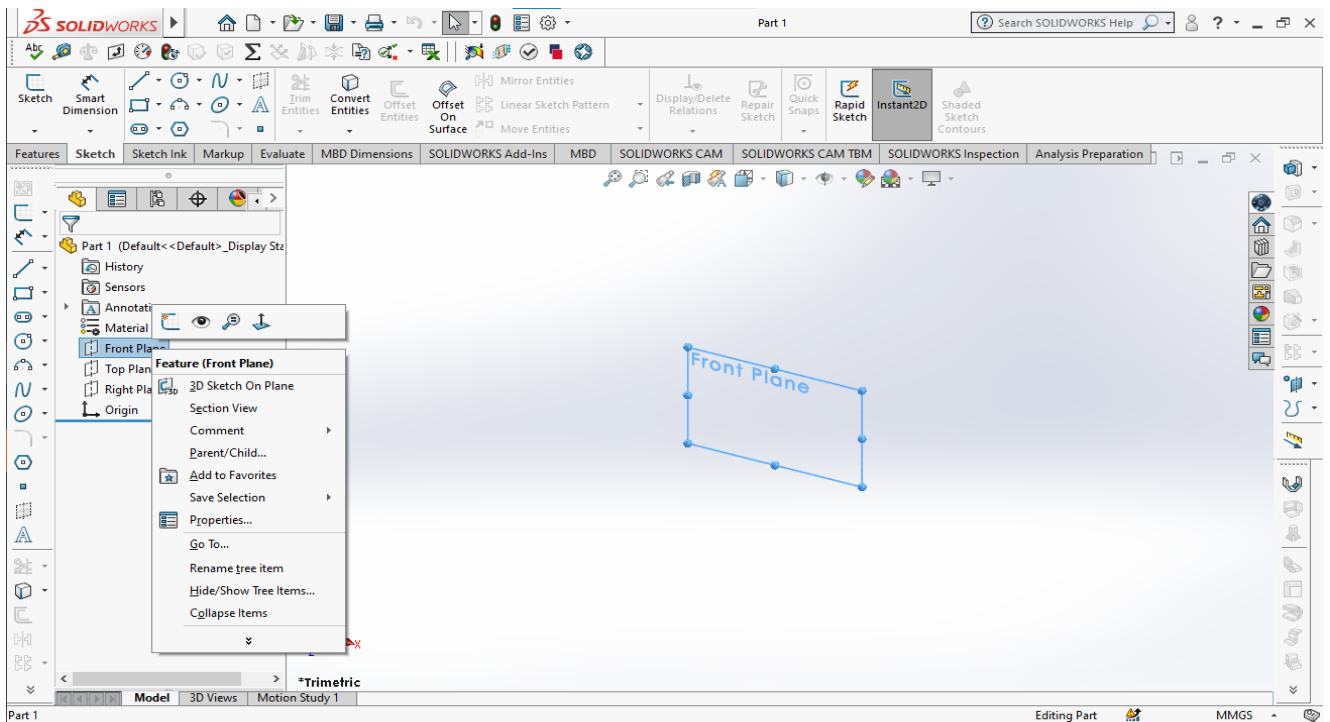 SOLIDWORKS
Part 1
Search SOLIDWORKS Help
?
Abc
Sketch
Smart Dimension
Trim Entities
Convert Entities
Offset Entities
Offset On Surface
Mirror Entities
Linear Sketch Pattern
Move Entities
Display/Delete Relations
Repair Sketch
Quick Snaps
Rapid Sketch
Instant2D
Shaded Sketch Contours
Features Sketch Sketch Ink Markup Evaluate MBD Dimensions SOLIDWORKS Add-Ins MBD SOLIDWORKS CAM SOLIDWORKS CAM TBM SOLIDWORKS Inspection Analysis Preparation
Part 1 (Default<<Default>_Display Sta
History
Sensors
Annotati
Material
Front Plane
Top Plan
Right Pla
Origin
Feature (Front Plane)
3D Sketch On Plane
Section View
Comment
Parent/Child...
Add to Favorites
Save Selection
Properties...
Go To...
Rename tree item
Hide/Show Tree Items...
Collapse Items
Front Plane
X
*Trimetric
Model 3D Views Motion Study 1
Part 1
Editing Part
MMGS